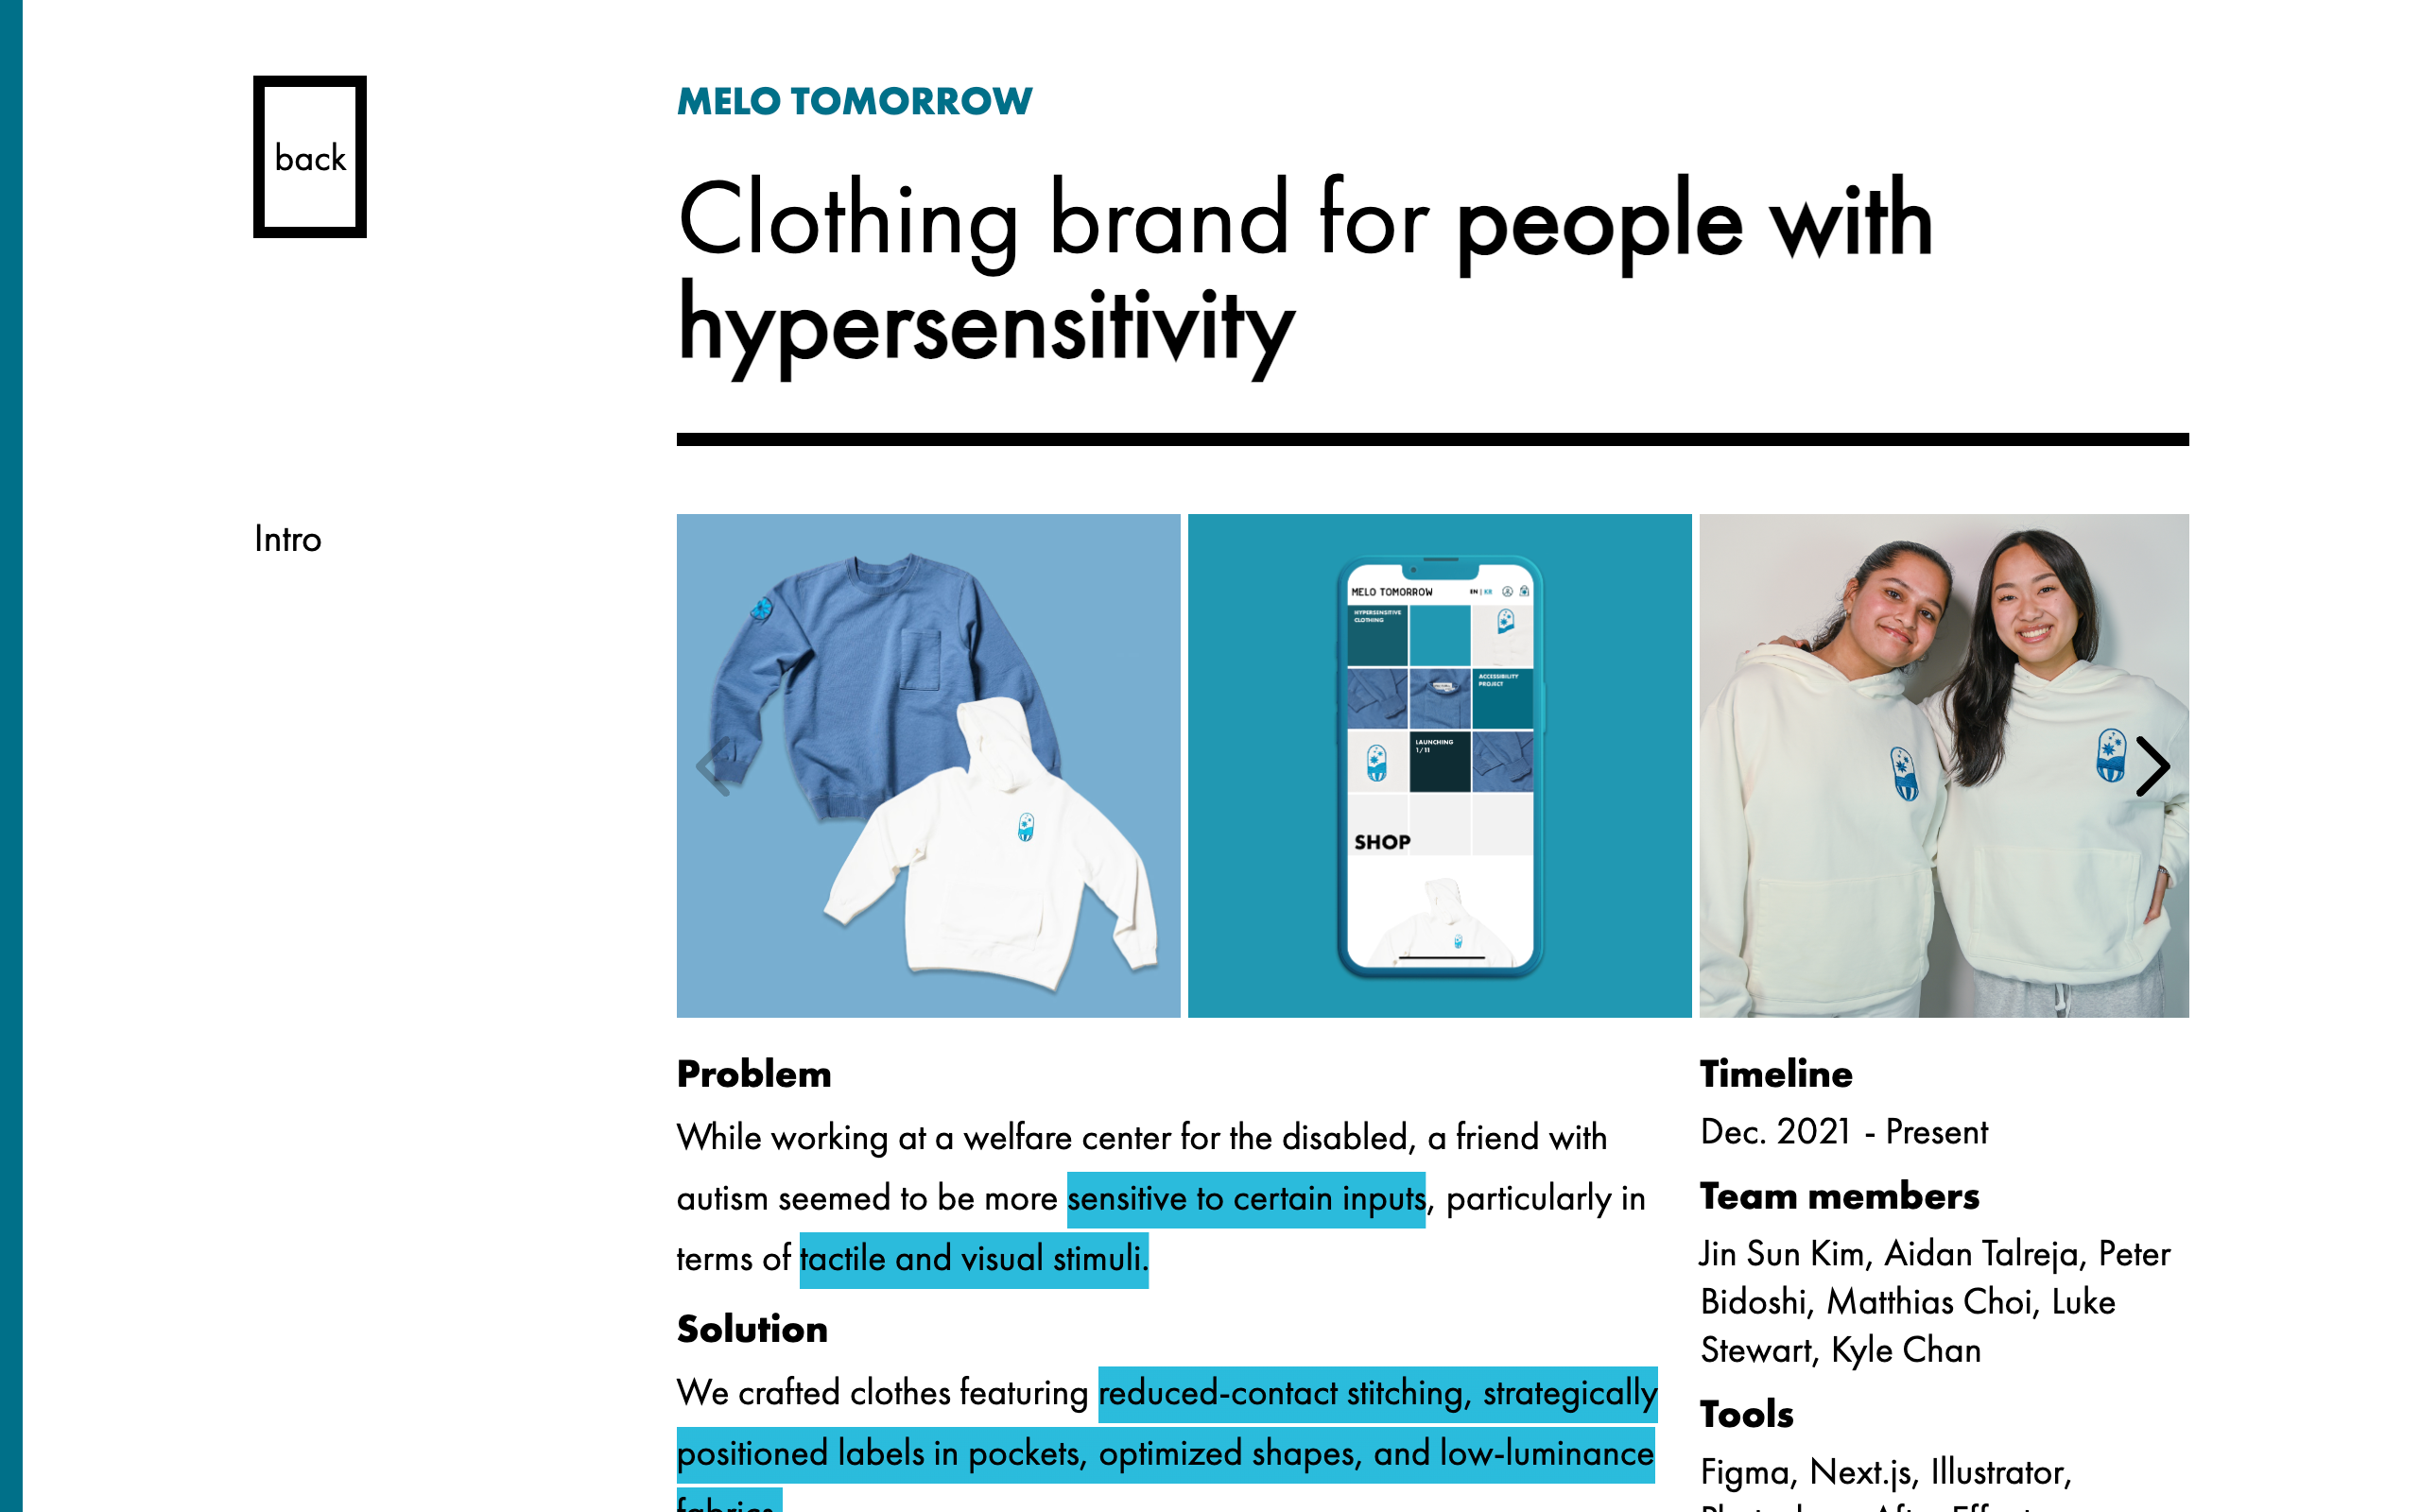 back
MELO TOMORROW
Clothing brand for people with
hypersensitivity
Intro
MELO TOMORROW
EN | KR
HYPERSENSITIVE
CLOTHING
ACCESSIBILITY
PROJECT
LAUNCHING
1/11
SHOP
Problem
While working at a welfare center for the disabled, a friend with
autism seemed to be more sensitive to certain inputs, particularly in
terms of tactile and visual stimuli.
Solution
We crafted clothes featuring reduced-contact stitching, strategically
positioned labels in pockets, optimized shapes, and low-luminance
fabrics.
Timeline
Dec. 2021 - Present
Team members
Jin Sun Kim, Aidan Talreja, Peter
Bidoshi, Matthias Choi, Luke
Stewart, Kyle Chan
Tools
Figma, Next.js, Illustrator,